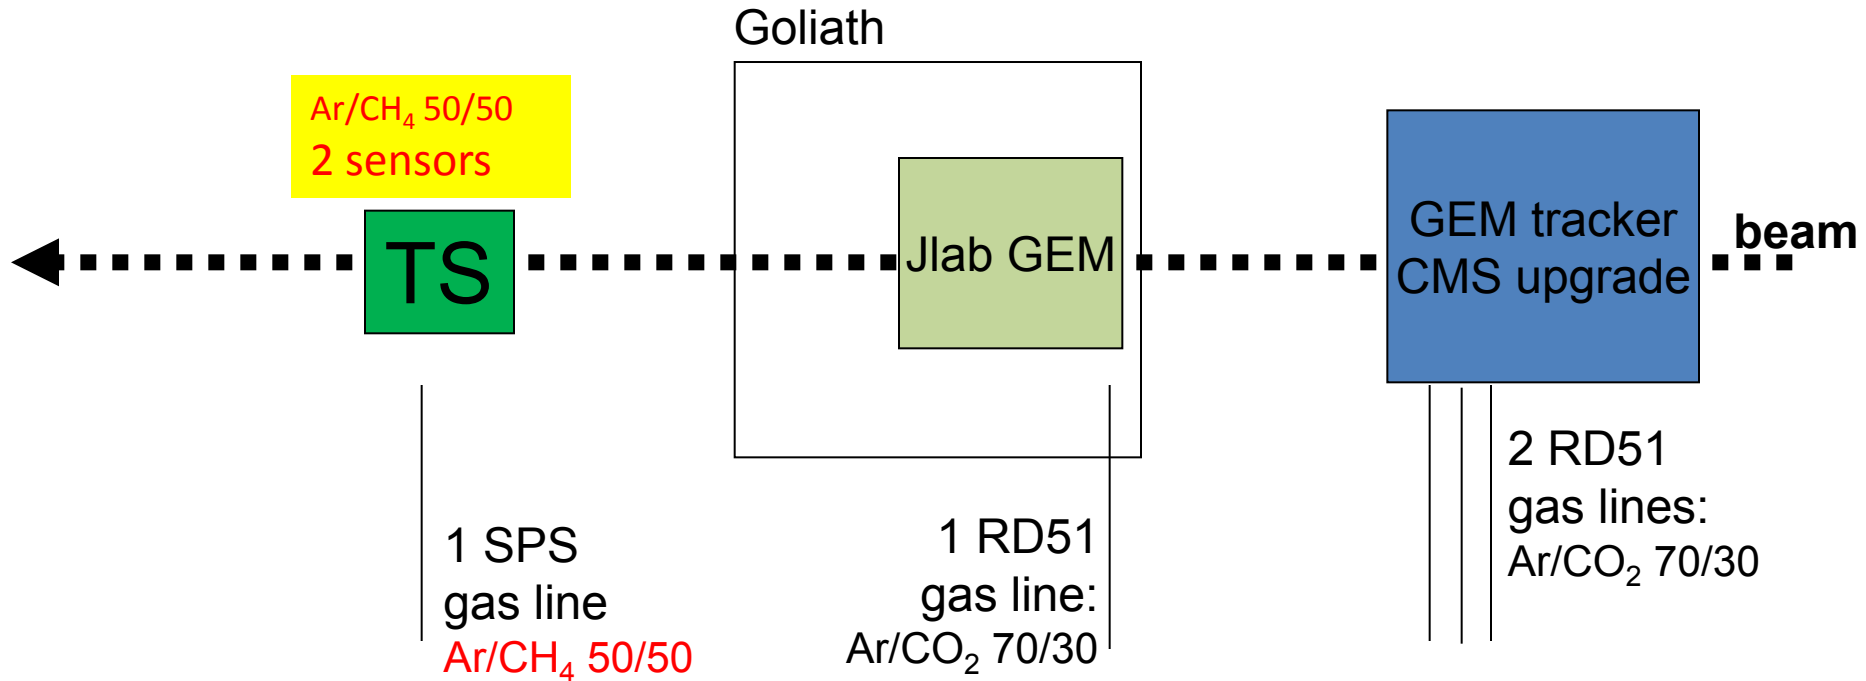 Goliath
Ar/CH₄ 50/50
2 sensors
TS
Jlab GEM
GEM tracker
CMS upgrade
beam
1 SPS
gas line
Ar/CH₄ 50/50
1 RD51
gas line:
Ar/CO₂ 70/30
2 RD51
gas lines:
Ar/CO₂ 70/30